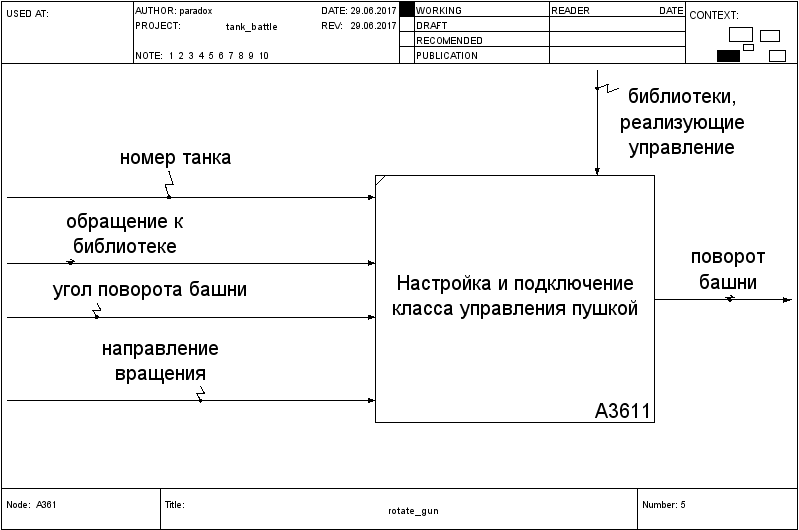 USED AT:
AUTHOR: paradox
DATE: 29.06.2017
PROJECT: tank_battle
REV: 29.06.2017
NOTE: 1 2 3 4 5 6 7 8 9 10
WORKING
DRAFT
RECOMENDED
PUBLICATION
READER
DATE
CONTEXT:
библиотеки,
реализующие
управление
номер танка
обращение к
библиотеке
угол поворота башни
направление
вращения
Настройка и подключение
класса управления пушкой
A3611
поворот
башни
Node: A361
Title: rotate_gun
Number: 5